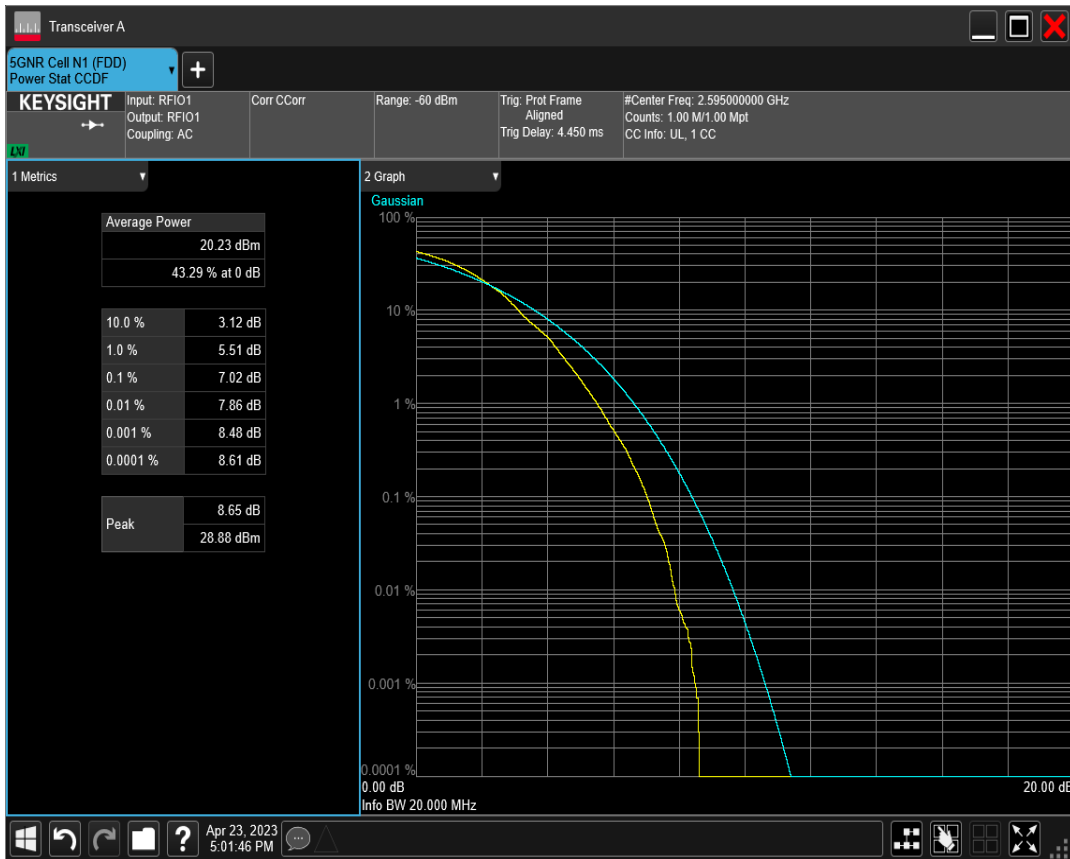 Transceiver A
5GNR Cell N1 (FDD)
Power Stat CCDF
+
KEYSIGHT
LXI
Input: RFIO1
Output: RFIO1
Coupling: AC
Corr CCorr
Range: -60 dBm
Trig: Prot Frame
Aligned
Trig Delay: 4.450 ms
#Center Freq: 2.595000000 GHz
Counts: 1.00 M/1.00 Mpt
CC Info: UL, 1 CC
1 Metrics
Average Power
20.23 dBm
43.29 % at 0 dB
10.0 % 3.12 dB
1.0 % 5.51 dB
0.1 % 7.02 dB
0.01 % 7.86 dB
0.001 % 8.48 dB
0.0001 % 8.61 dB
Peak 8.65 dB
28.88 dBm
2 Graph
Gaussian
100 %
10 %
1 %
0.1 %
0.01 %
0.001 %
0.0001 %
0.00 dB 20.00 dB
Info BW 20.000 MHz
?
Apr 23, 2023
5:01:46 PM